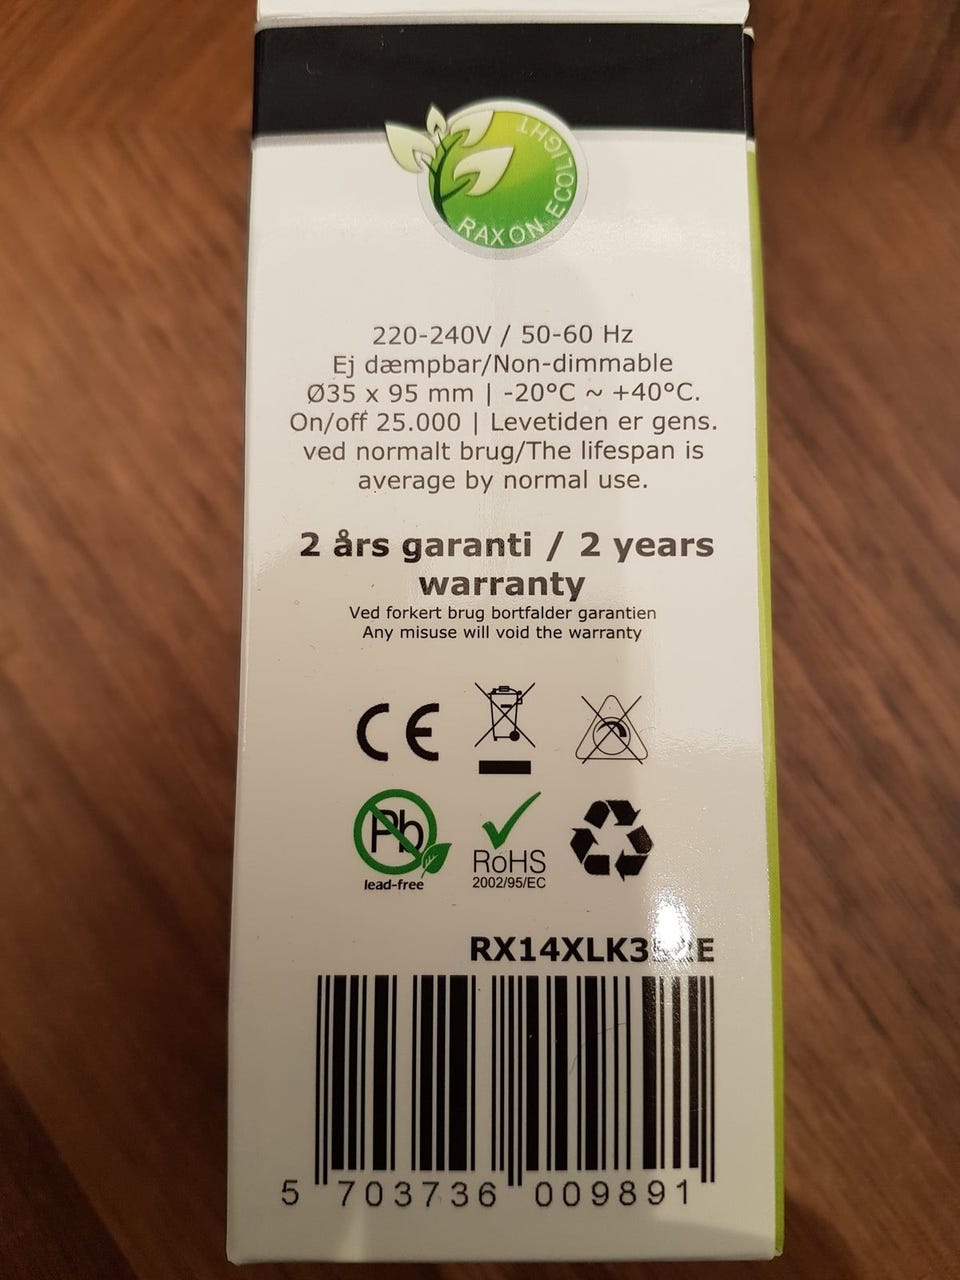 RAXON ECOLIGHT
220-240V / 50-60 Hz
Ej dæmpbar/Non-dimmable
Ø35 x 95 mm | -20°C ~ +40°C.
On/off 25.000 | Levetiden er gens.
ved normalt brug/The lifespan is
average by normal use.
2 års garanti / 2 years
warranty
Ved forkert brug bortfalder garantien
Any misuse will void the warranty
CE
Pb
lead-free
RoHS
2002/95/EC
5 703736 009891